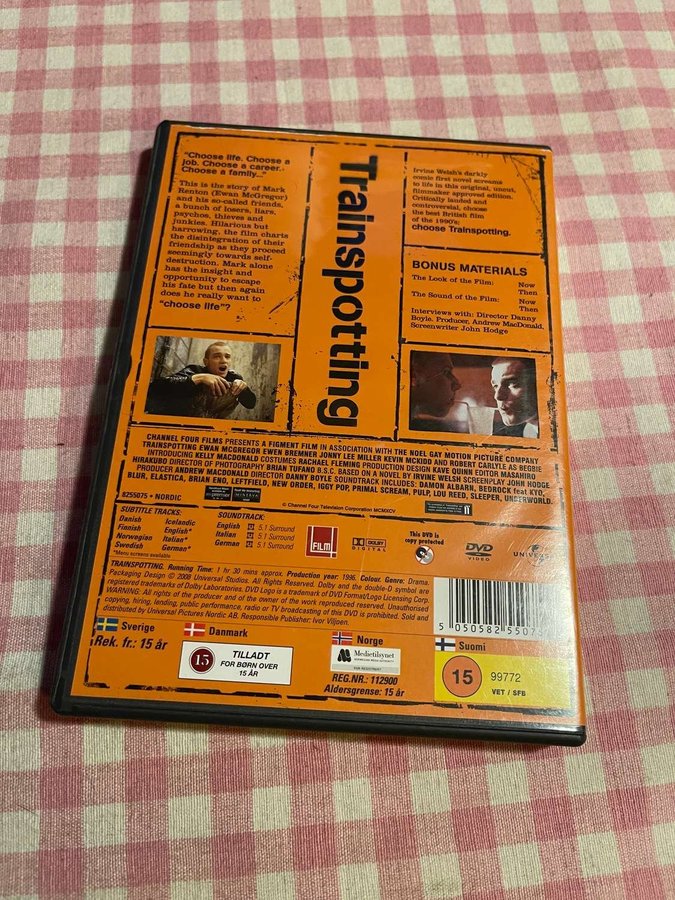 "Choose life. Choose a
job. Choose a career.
Choose a family..."
This is the story of Mark
Renton (Ewan McGregor)
and his so-called friends,
a bunch of losers, liars,
psychos, thieves and
junkies. Hilarious but
harrowing, the film charts
the disintegration of their
friendship as they proceed
seemingly towards self-
destruction. Mark alone
has the insight and
opportunity to escape
his fate but then again
does he really want to
"choose life"?
Trainspotting
Irvine Welsh's darkly
comic first novel screams
to life in this original, uncut,
filmmaker approved edition.
Critically lauded and
controversial, choose
the best British film
of the 1990's;
choose Trainspotting.
BONUS MATERIALS
The Look of the Film: Now
Then
The Sound of the Film: Now
Then
Interviews with: Director Danny
Boyle, Producer, Andrew MacDonald,
Screenwriter John Hodge
CHANNEL FOUR FILMS PRESENTS A FIGMENT FILM IN ASSOCIATION WITH THE NOEL GAY MOTION PICTURE COMPANY
TRAINSPOTTING EWAN MCGREGOR EWEN BREMNER JONNY LEE MILLER KEVIN MCKIDD AND ROBERT CARLYLE AS BEGBIE
INTRODUCING KELLY MACDONALD COSTUMES RACHAEL FLEMING PRODUCTION DESIGN KAVE QUINN EDITOR MASAHIRO
HIRAKUBO DIRECTOR OF PHOTOGRAPHY BRIAN TUFANO B.S.C. BASED ON A NOVEL BY IRVINE WELSH SCREENPLAY JOHN HODGE
PRODUCER ANDREW MACDONALD DIRECTOR DANNY BOYLE SOUNDTRACK INCLUDES: DAMON ALBARN, BEDROCK feat KYO,
BLUR, ELASTICA, BRIAN ENO, LEFTFIELD, NEW ORDER, IGGY POP, PRIMAL SCREAM, PULP, LOU REED, SLEEPER, UNDERWORLD.
8255075 • NORDIC
© Channel Four Television Corporation MCMXCV
SUBTITLE TRACKS:
Danish Icelandic
Finnish English*
Norwegian Italian*
Swedish German*
*Menu screens available
SOUNDTRACK:
English 5.1 Surround
Italian 5.1 Surround
German 5.1 Surround
FILM
DOLBY
DIGITAL
This DVD is
copy protected
DVD
VIDEO
UNIVERSAL
TRAINSPOTTING. Running Time: 1 hr 30 mins approx. Production year: 1996. Colour. Genre: Drama.
Packaging Design © 2008 Universal Studios. All Rights Reserved. Dolby and the double-D symbol are
registered trademarks of Dolby Laboratories. DVD Logo is a trademark of DVD Format/Logo Licensing Corp.
WARNING: All rights of the producer and of the owner of the work reproduced reserved. Unauthorised
copying, hiring, lending, public performance, radio or TV broadcasting of this DVD is prohibited. Sold and
distributed by Universal Pictures Nordic AB. Responsible Publisher: Ivor Viljoen.
5 050582 5507
Sverige
Rek. fr.: 15 år
Danmark
15
TILLADT
FOR BØRN OVER
15 ÅR
Norge
Medietilsynet
REG.NR.: 112900
Aldersgrense: 15 år
Suomi
15
99772
VET / SFB